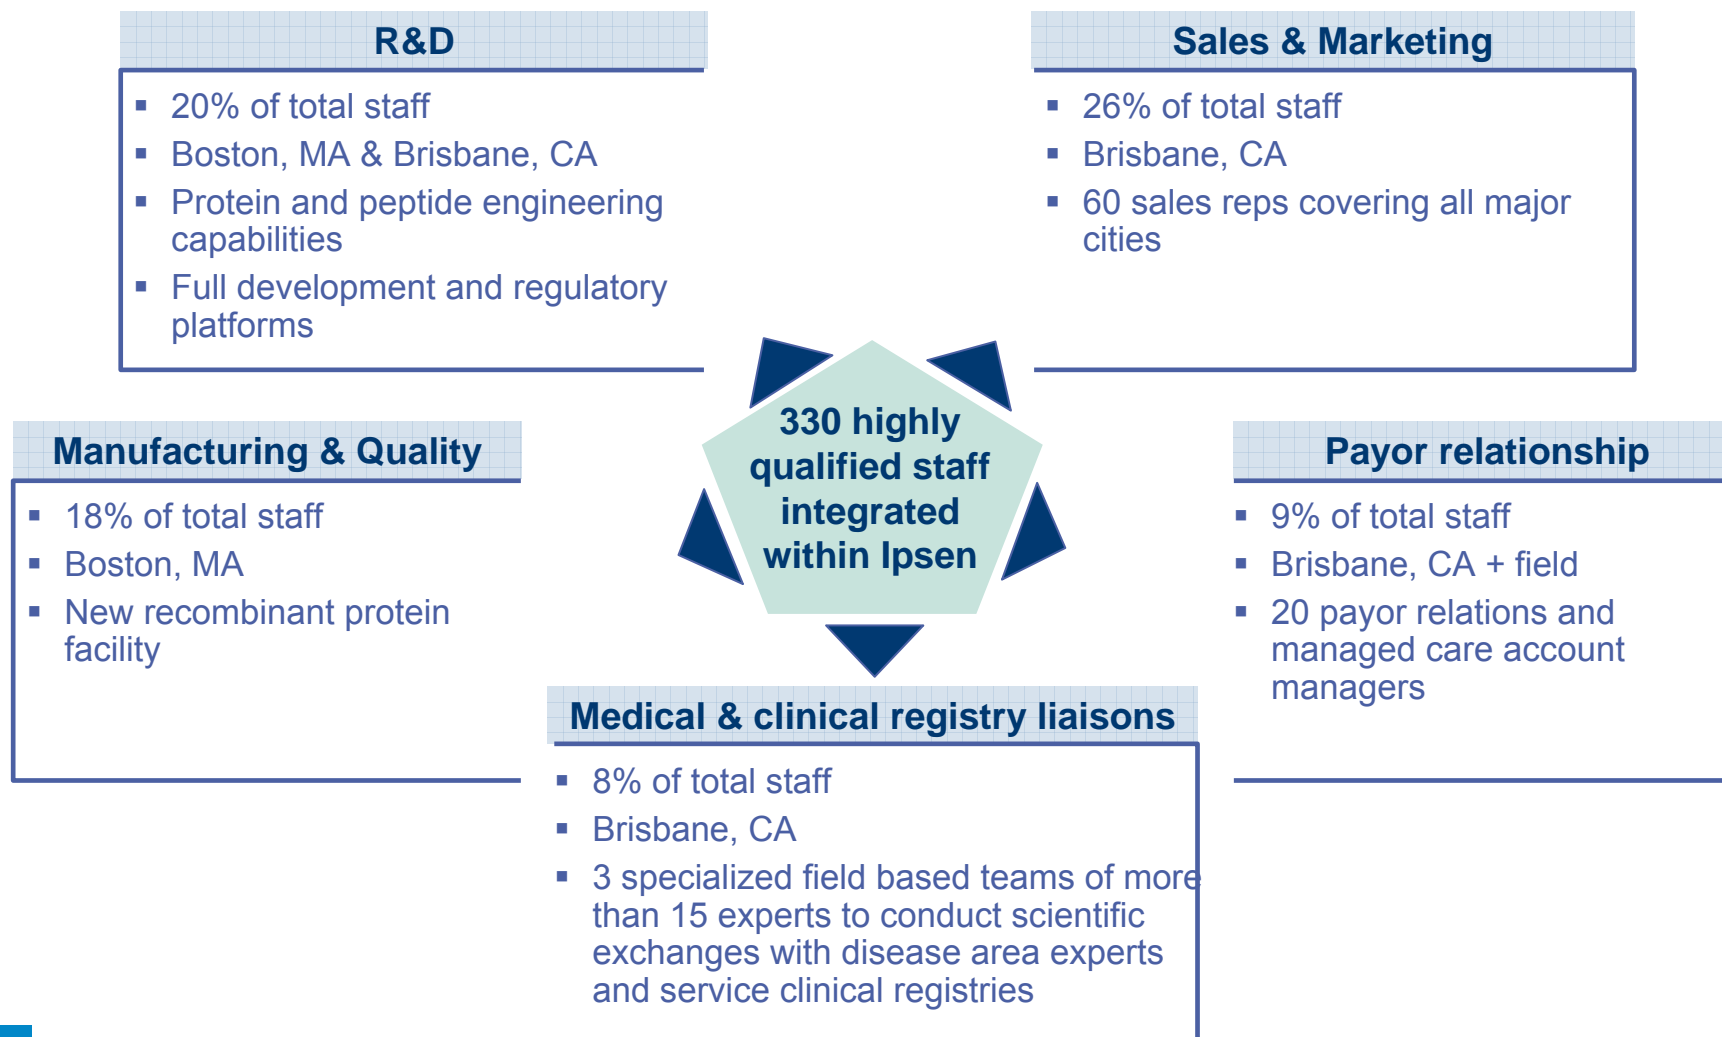 R&D
▪ 20% of total staff
▪ Boston, MA & Brisbane, CA
▪ Protein and peptide engineering
capabilities
▪ Full development and regulatory
platforms
Sales & Marketing
▪ 26% of total staff
▪ Brisbane, CA
▪ 60 sales reps covering all major
cities
330 highly
qualified staff
integrated
within Ipsen
Manufacturing & Quality
▪ 18% of total staff
▪ Boston, MA
▪ New recombinant protein
facility
Payor relationship
▪ 9% of total staff
▪ Brisbane, CA + field
▪ 20 payor relations and
managed care account
managers
Medical & clinical registry liaisons
▪ 8% of total staff
▪ Brisbane, CA
▪ 3 specialized field based teams of more
than 15 experts to conduct scientific
exchanges with disease area experts
and service clinical registries